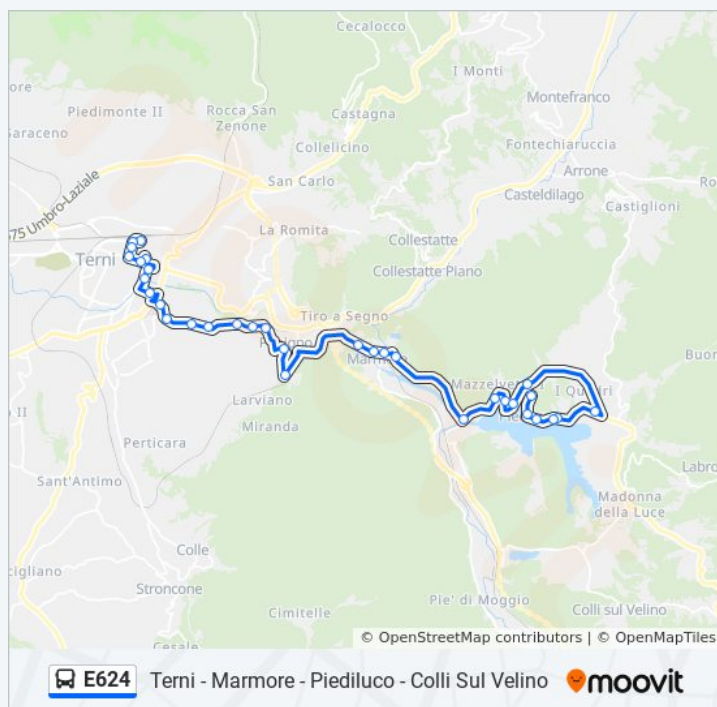 Cecalocco
I Monti
ore
Piedimonte II
Rocca San
Zenone
Castagna
Montefranco
Saraceno
Collelicino
Fontechiaruccia
San Carlo
Arrone
Ro
Casteldilago
675 Umbro-Laziale
Castiglioni
La Romita
Collestatte
Terni
Collestatte Piano
Tiro a Segno
Buon
I Quadri
Larviano
Miranda
o II
Perticara
Labro
Sant'Antimo
Madonna
della Luce
Colle
cigliano
Stroncone
Pie' di Moggio
Colli sul Velino
Cimitelle
Cesale
© OpenStreetMap contributors | © OpenMapTiles
E624 Terni - Marmore - Piediluco - Colli Sul Velino moovit